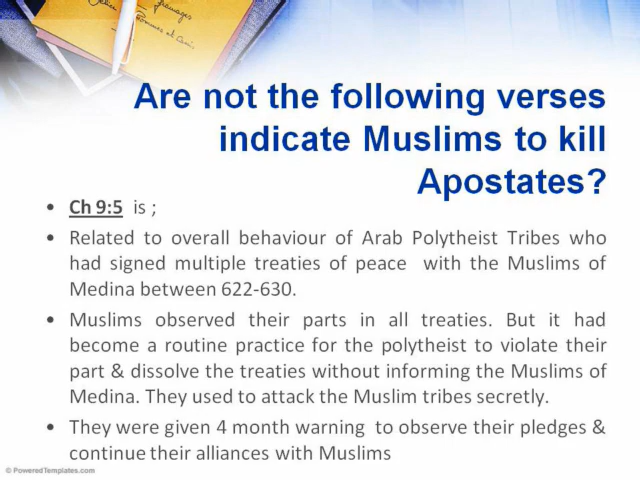 Are not the following verses
indicate Muslims to kill
Apostates?
• Ch 9:5 is ;
• Related to overall behaviour of Arab Polytheist Tribes who
had signed multiple treaties of peace with the Muslims of
Medina between 622-630.
• Muslims observed their parts in all treaties. But it had
become a routine practice for the polytheist to violate their
part & dissolve the treaties without informing the Muslims of
Medina. They used to attack the Muslim tribes secretly.
• They were given 4 month warning to observe their pledges &
continue their alliances with Muslims
© PoweredTemplates.com